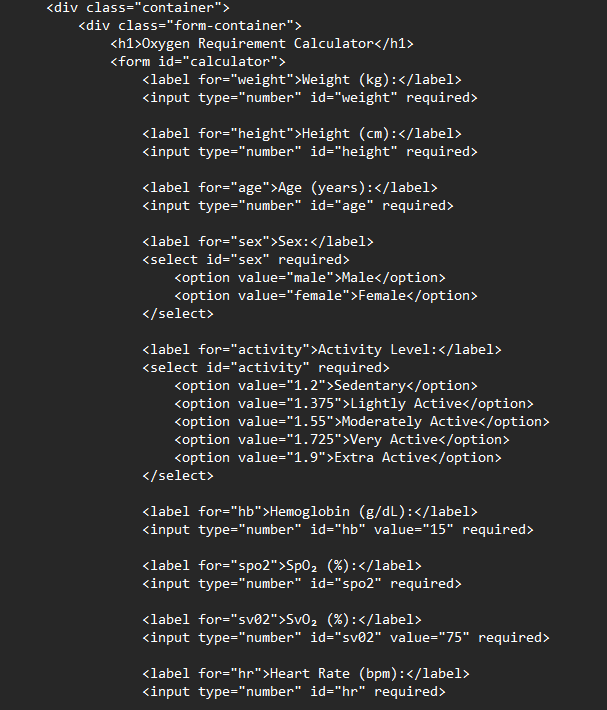 <div class="container">
<div class="form-container">
<h1>Oxygen Requirement Calculator</h1>
<form id="calculator">
<label for="weight">Weight (kg):</label>
<input type="number" id="weight" required>
<label for="height">Height (cm):</label>
<input type="number" id="height" required>
<label for="age">Age (years):</label>
<input type="number" id="age" required>
<label for="sex">Sex:</label>
<select id="sex" required>
<option value="male">Male</option>
<option value="female">Female</option>
</select>
<label for="activity">Activity Level:</label>
<select id="activity" required>
<option value="1.2">Sedentary</option>
<option value="1.375">Lightly Active</option>
<option value="1.55">Moderately Active</option>
<option value="1.725">Very Active</option>
<option value="1.9">Extra Active</option>
</select>
<label for="hb">Hemoglobin (g/dL):</label>
<input type="number" id="hb" value="15" required>
<label for="spo2">SpO₂ (%):</label>
<input type="number" id="spo2" required>
<label for="sv02">SvO₂ (%):</label>
<input type="number" id="sv02" value="75" required>
<label for="hr">Heart Rate (bpm):</label>
<input type="number" id="hr" required>